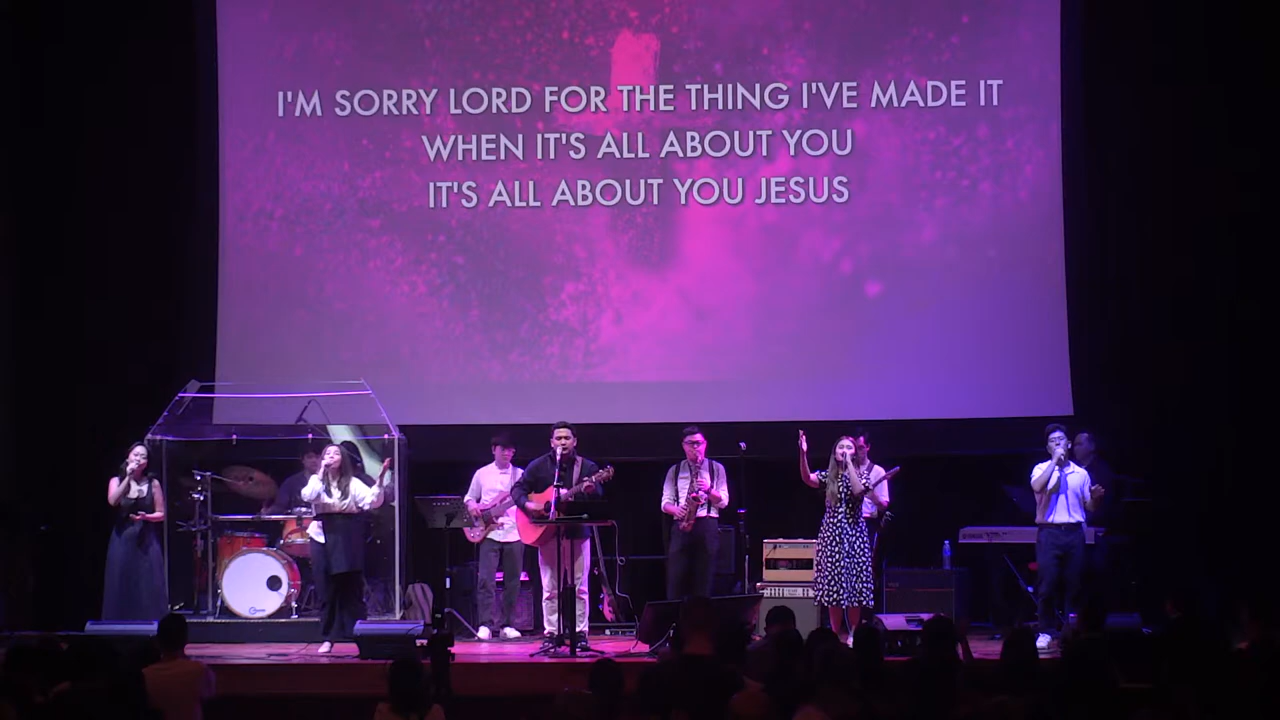 I'M SORRY LORD FOR THE THING I'VE MADE IT
WHEN IT'S ALL ABOUT YOU
IT'S ALL ABOUT YOU JESUS